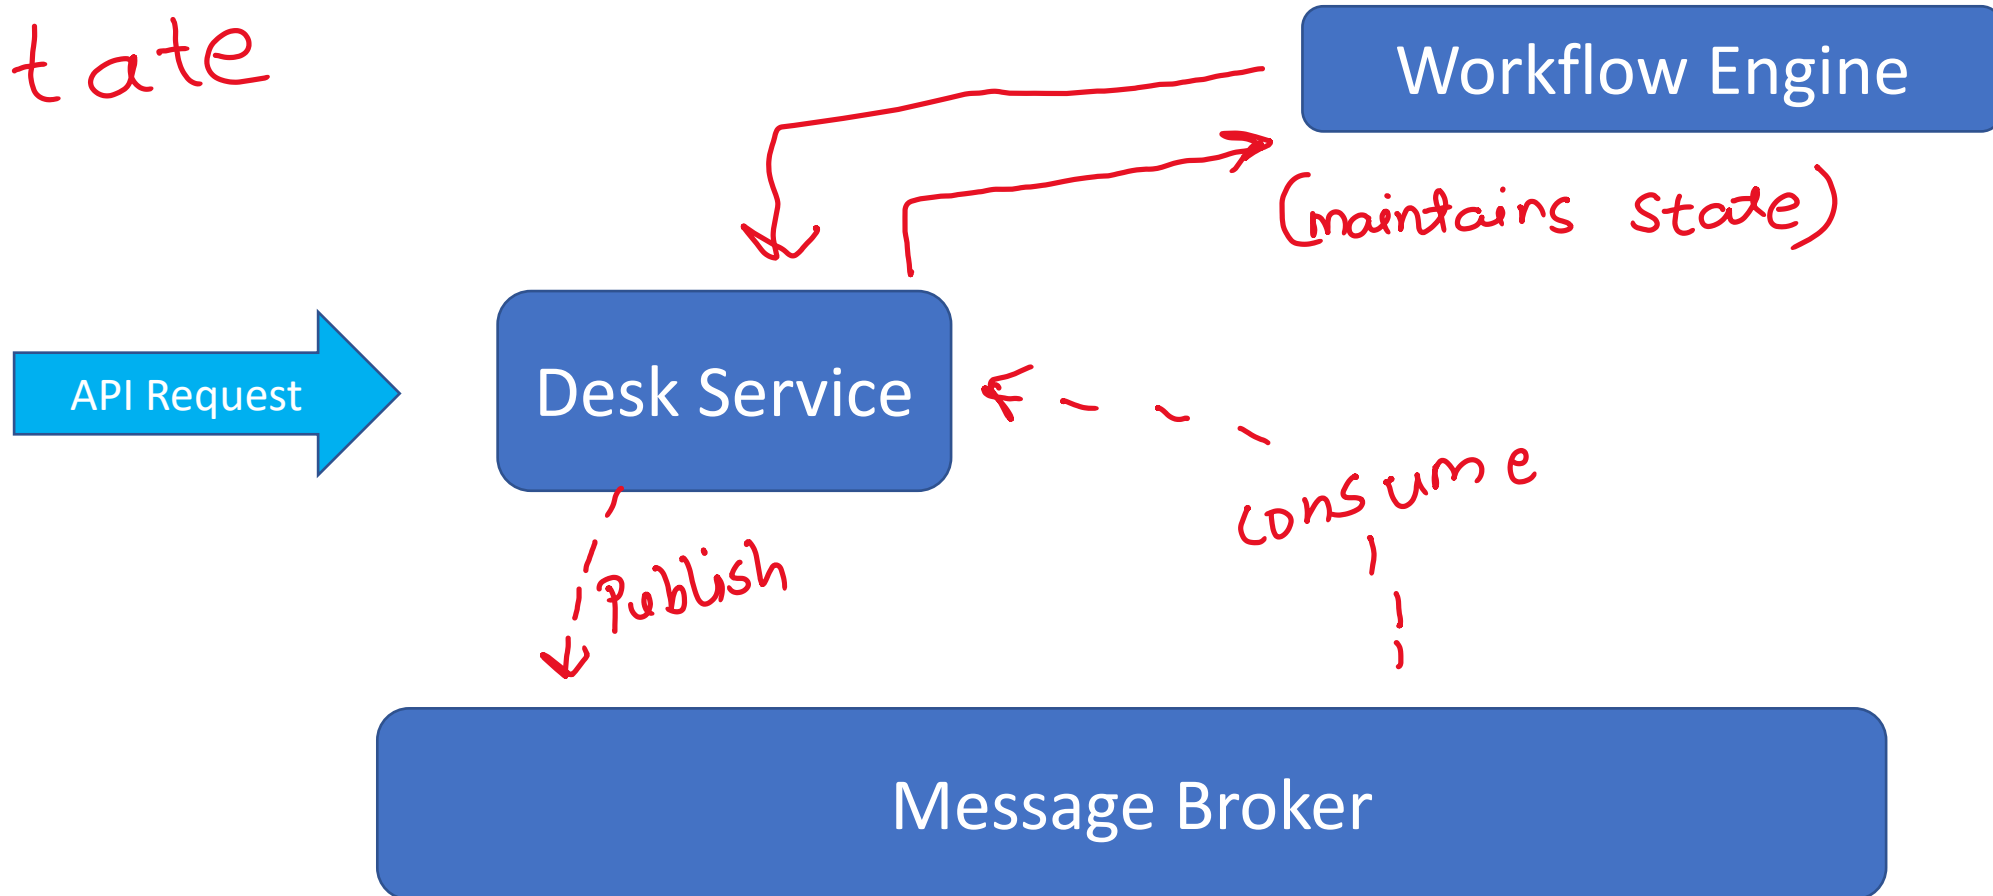 tate
Workflow Engine
(maintains state)
API Request
Desk Service
consume
Publish
Message Broker